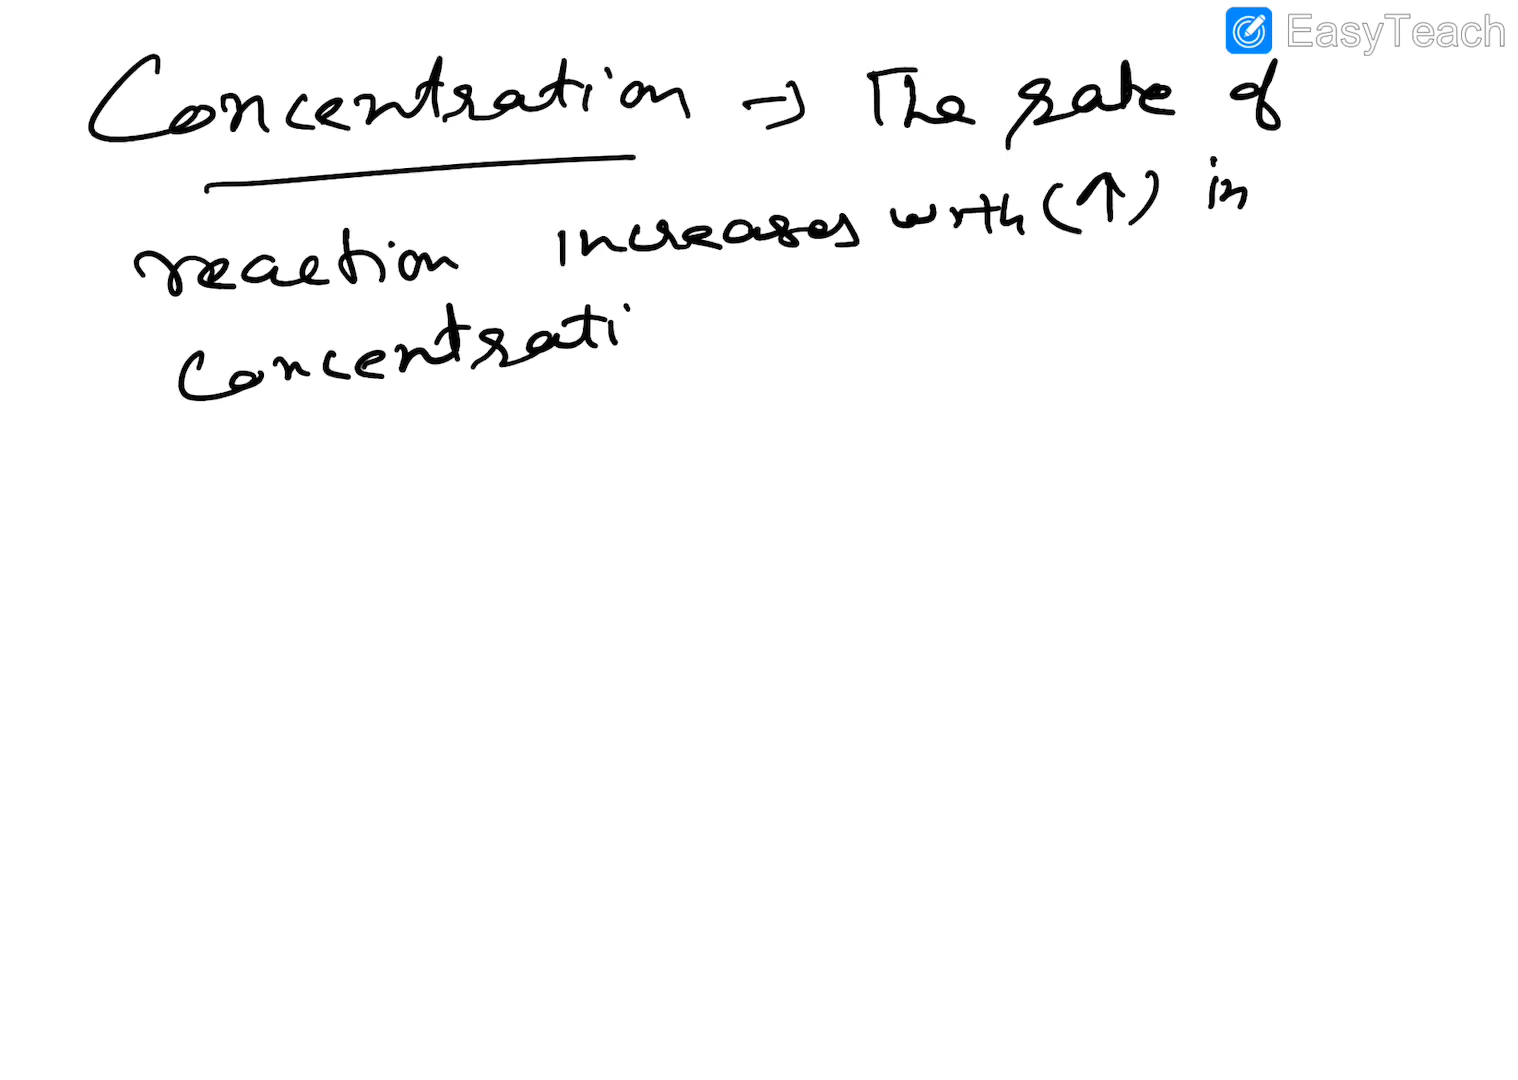 EasyTeach
Concentration → The rate of
reaction increases with (↑) in
Concentrati